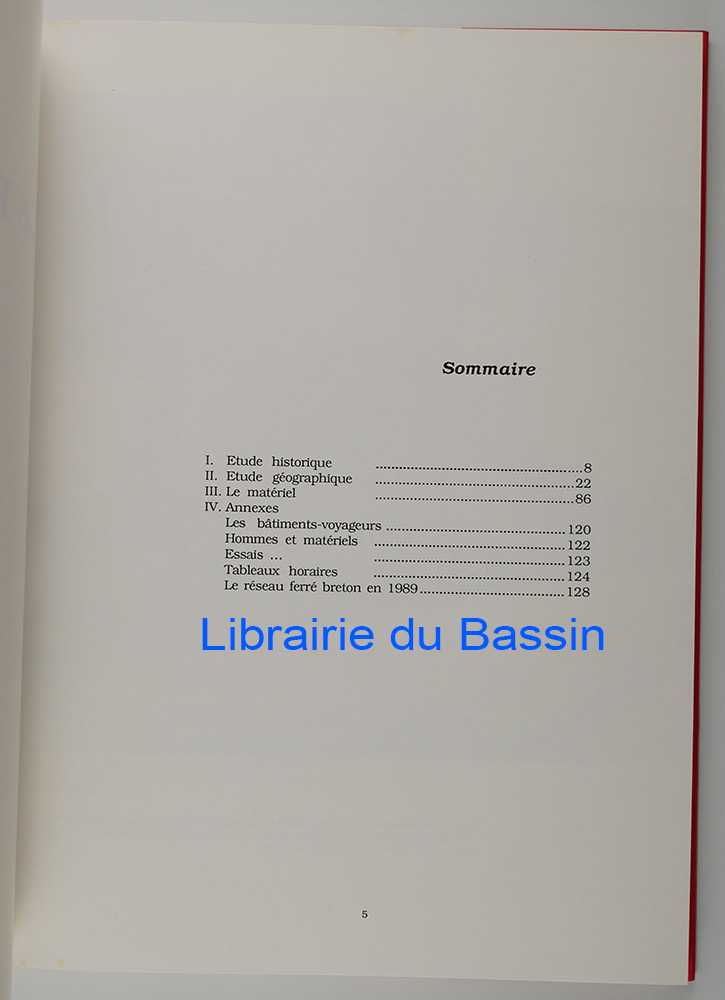 Sommaire
I. Etude historique ........ 8
II. Etude géographique ........ 22
III. Le matériel ........ 86
IV. Annexes
Les bâtiments-voyageurs ........ 120
Hommes et matériels ........ 122
Essais ... ........ 123
Tableaux horaires ........ 124
Le réseau ferré breton en 1989 ........ 128
Librairie du Bassin
5